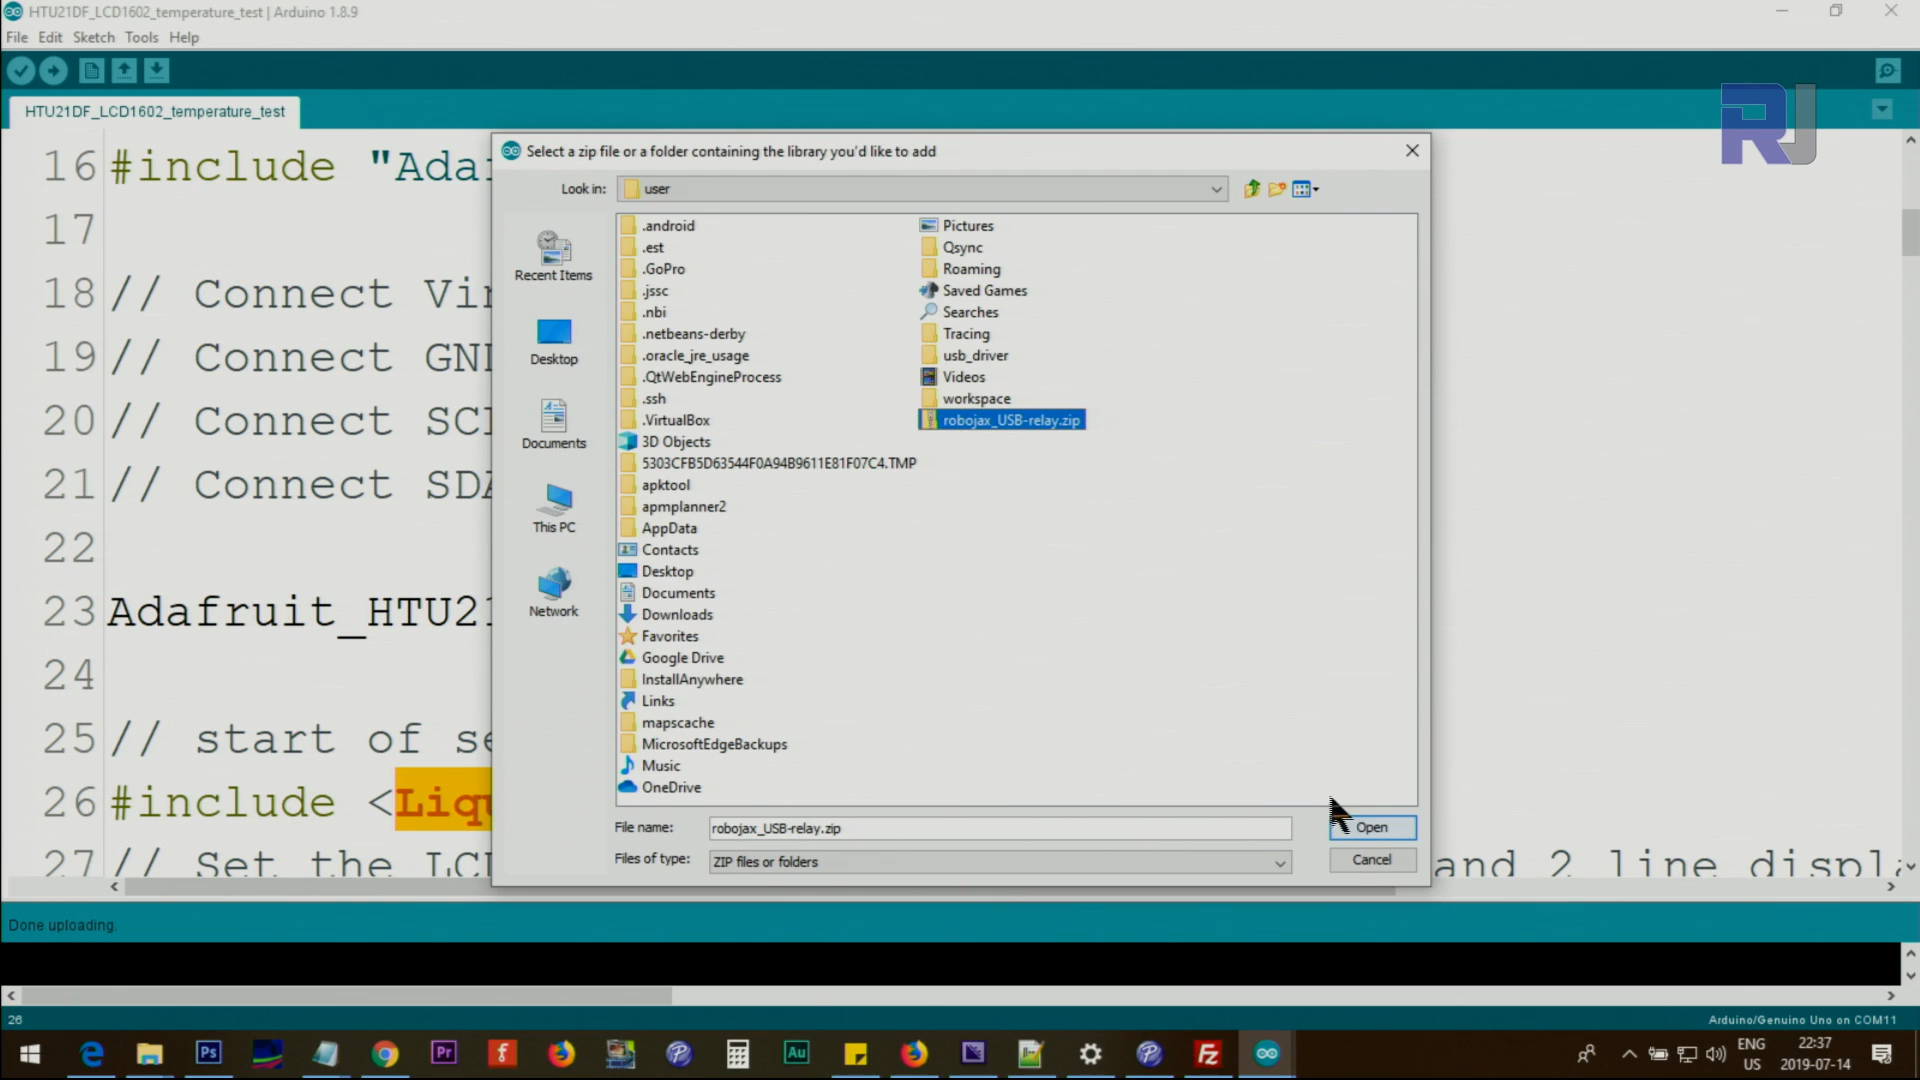 HTU21DF_LCD1602_temperature_test | Arduino 1.8.9
File Edit Sketch Tools Help
HTU21DF_LCD1602_temperature_test
RJ
16 #include "Ada
17
18 // Connect Vi
19 // Connect GN
20 // Connect SC
21 // Connect SD
22
23 Adafruit_HTU21
24
25 // start of s
26 #include <Liq
27 // Set the LC
and 2 line displ
Select a zip file or a folder containing the library you'd like to add
Look in: user
Recent Items
Desktop
Documents
This PC
Network
.android
.est
.GoPro
.jssc
.nbi
.netbeans-derby
.oracle_jre_usage
.QtWebEngineProcess
.ssh
.VirtualBox
3D Objects
5303CFB5D63544F0A94B9611E81F07C4.TMP
apktool
apmplanner2
AppData
Contacts
Desktop
Documents
Downloads
Favorites
Google Drive
InstallAnywhere
Links
mapscache
MicrosoftEdgeBackups
Music
OneDrive
Pictures
Qsync
Roaming
Saved Games
Searches
Tracing
usb_driver
Videos
workspace
robojax_USB-relay.zip
File name: robojax_USB-relay.zip
Open
Files of type: ZIP files or folders
Cancel
Done uploading.
26
Arduino/Genuino Uno on COM11
Ps
Pr
f
Au
Fz
ENG
US
22:37
2019-07-14